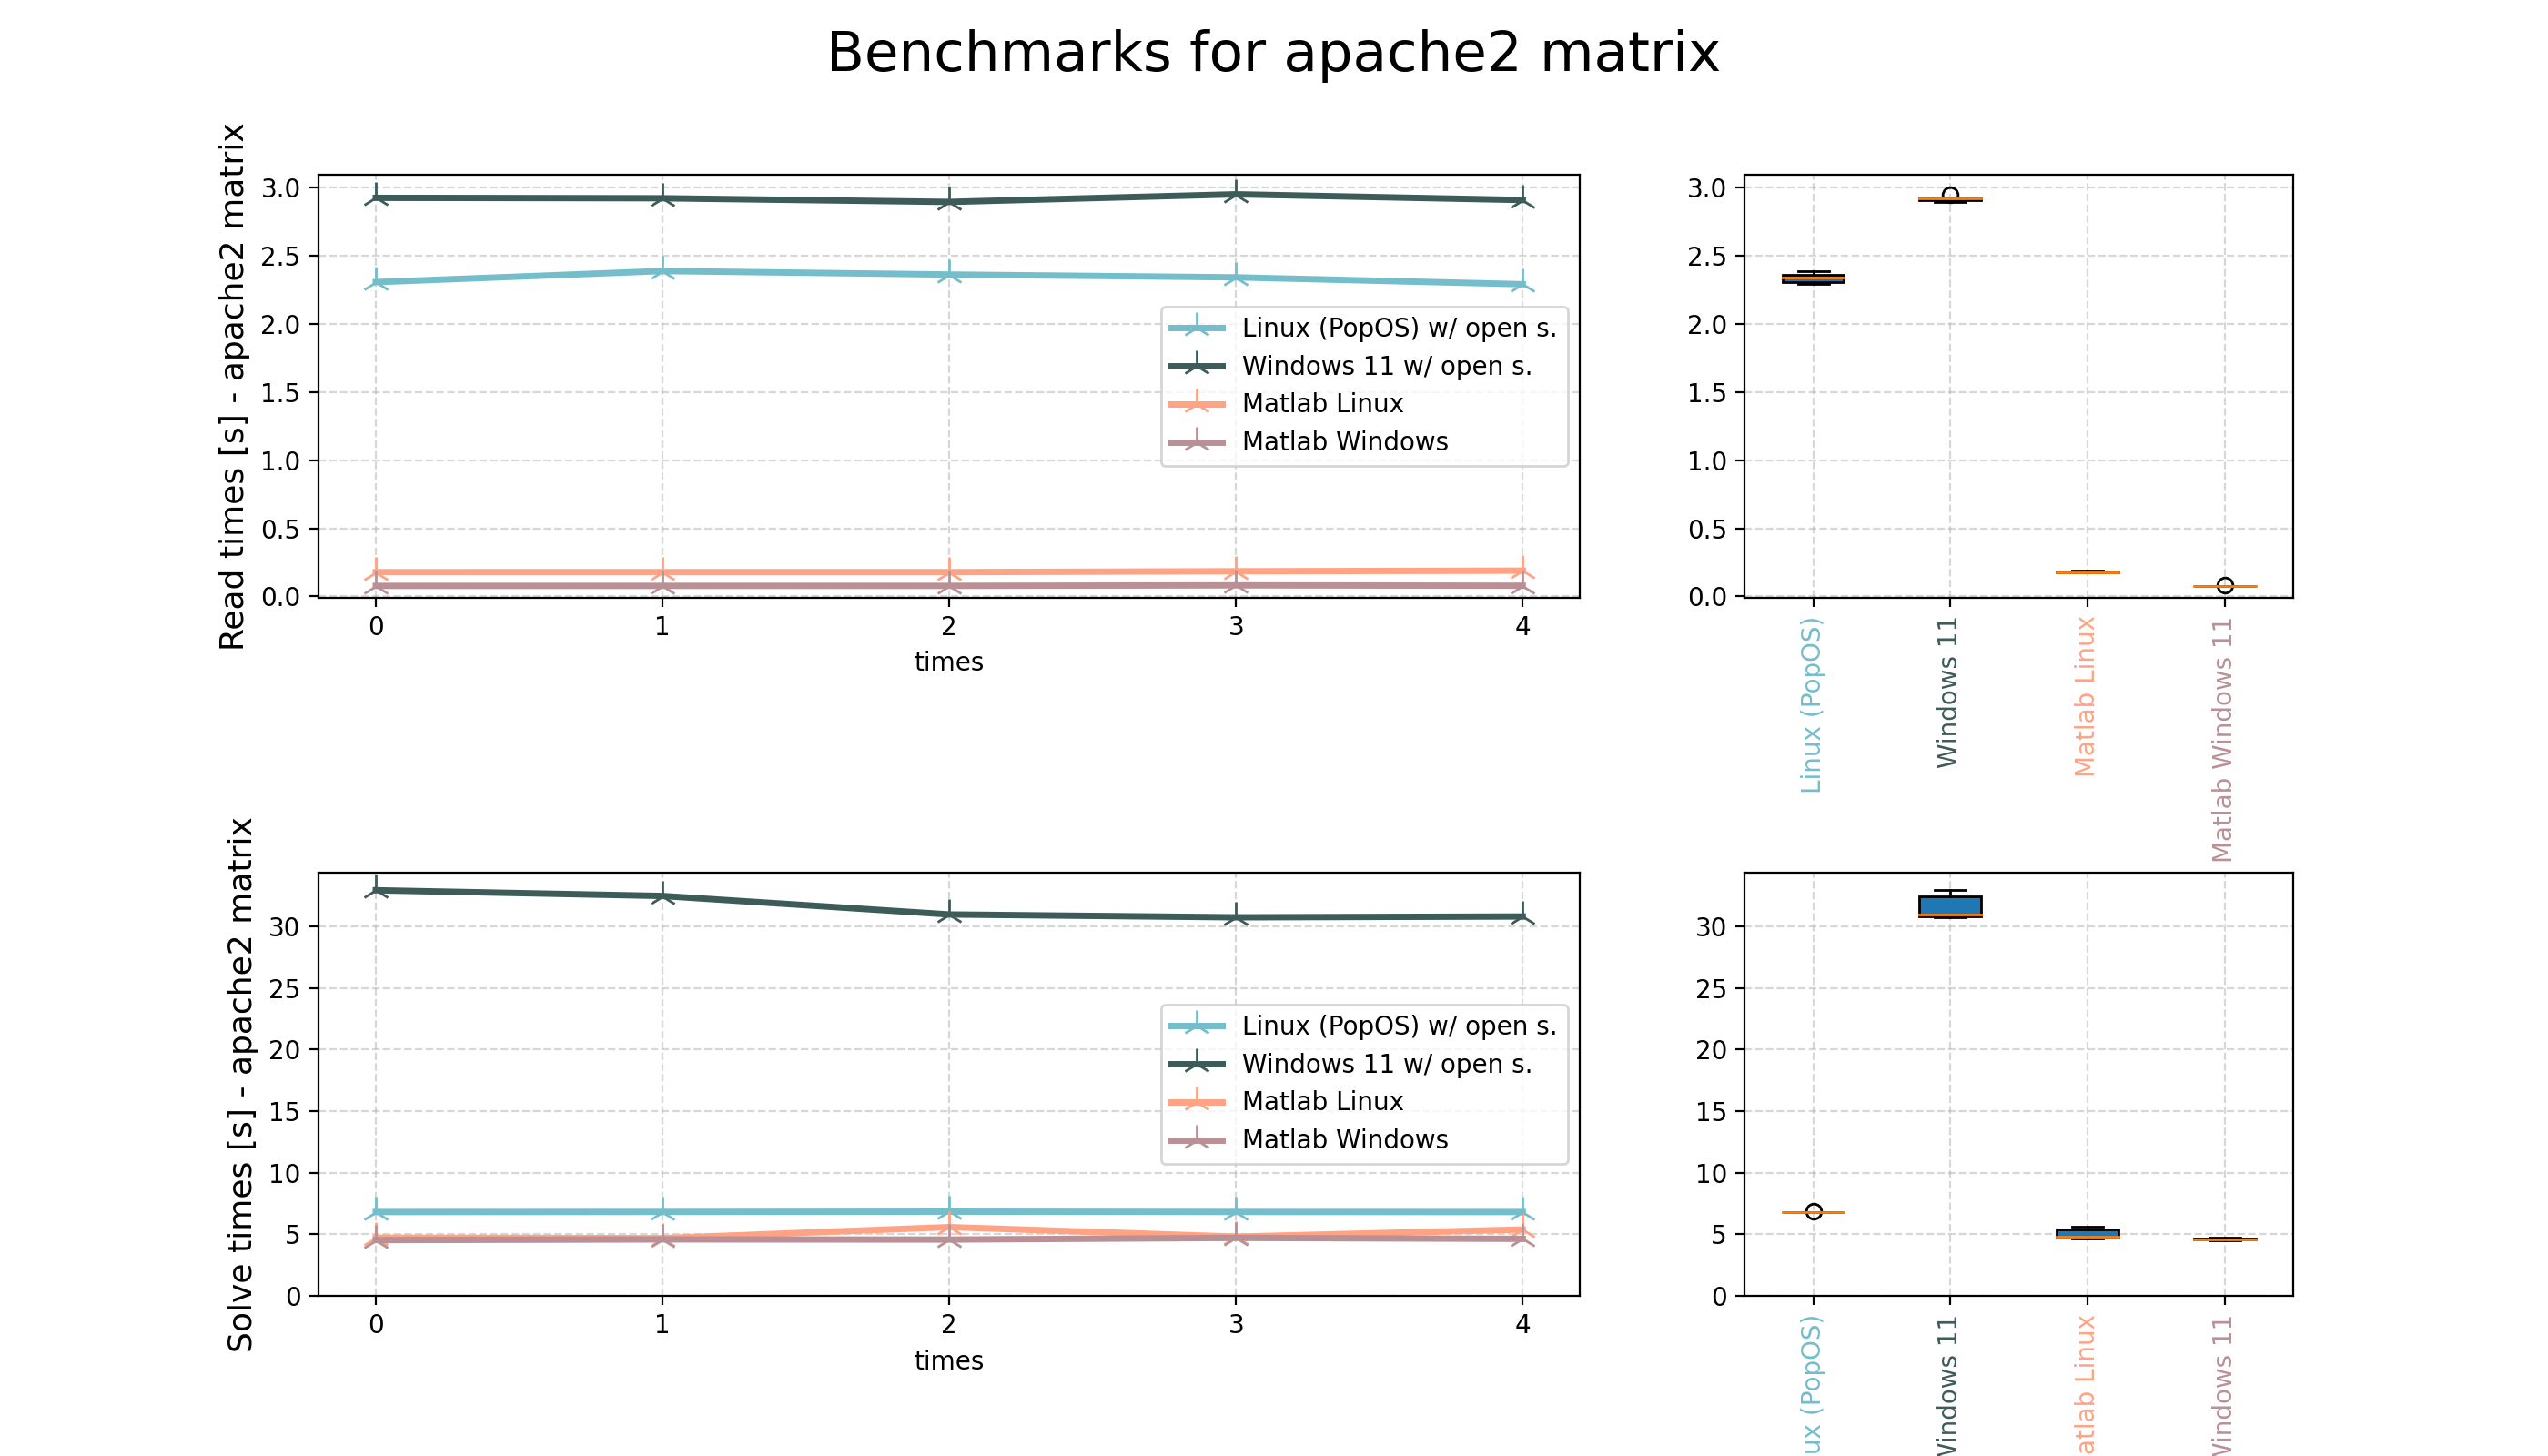 Benchmarks for apache2 matrix
Read times [s] - apache2 matrix
3.0
2.5
2.0
1.5
1.0
0.5
0.0
0 1 2 3 4
times
Linux (PopOS) w/ open s.
Windows 11 w/ open s.
Matlab Linux
Matlab Windows
3.0
2.5
2.0
1.5
1.0
0.5
0.0
Linux (PopOS)
Windows 11
Matlab Linux
Matlab Windows 11
Solve times [s] - apache2 matrix
30
25
20
15
10
5
0
0 1 2 3 4
times
Linux (PopOS) w/ open s.
Windows 11 w/ open s.
Matlab Linux
Matlab Windows
30
25
20
15
10
5
0
ux (PopOS)
Windows 11
atlab Linux
Windows 11